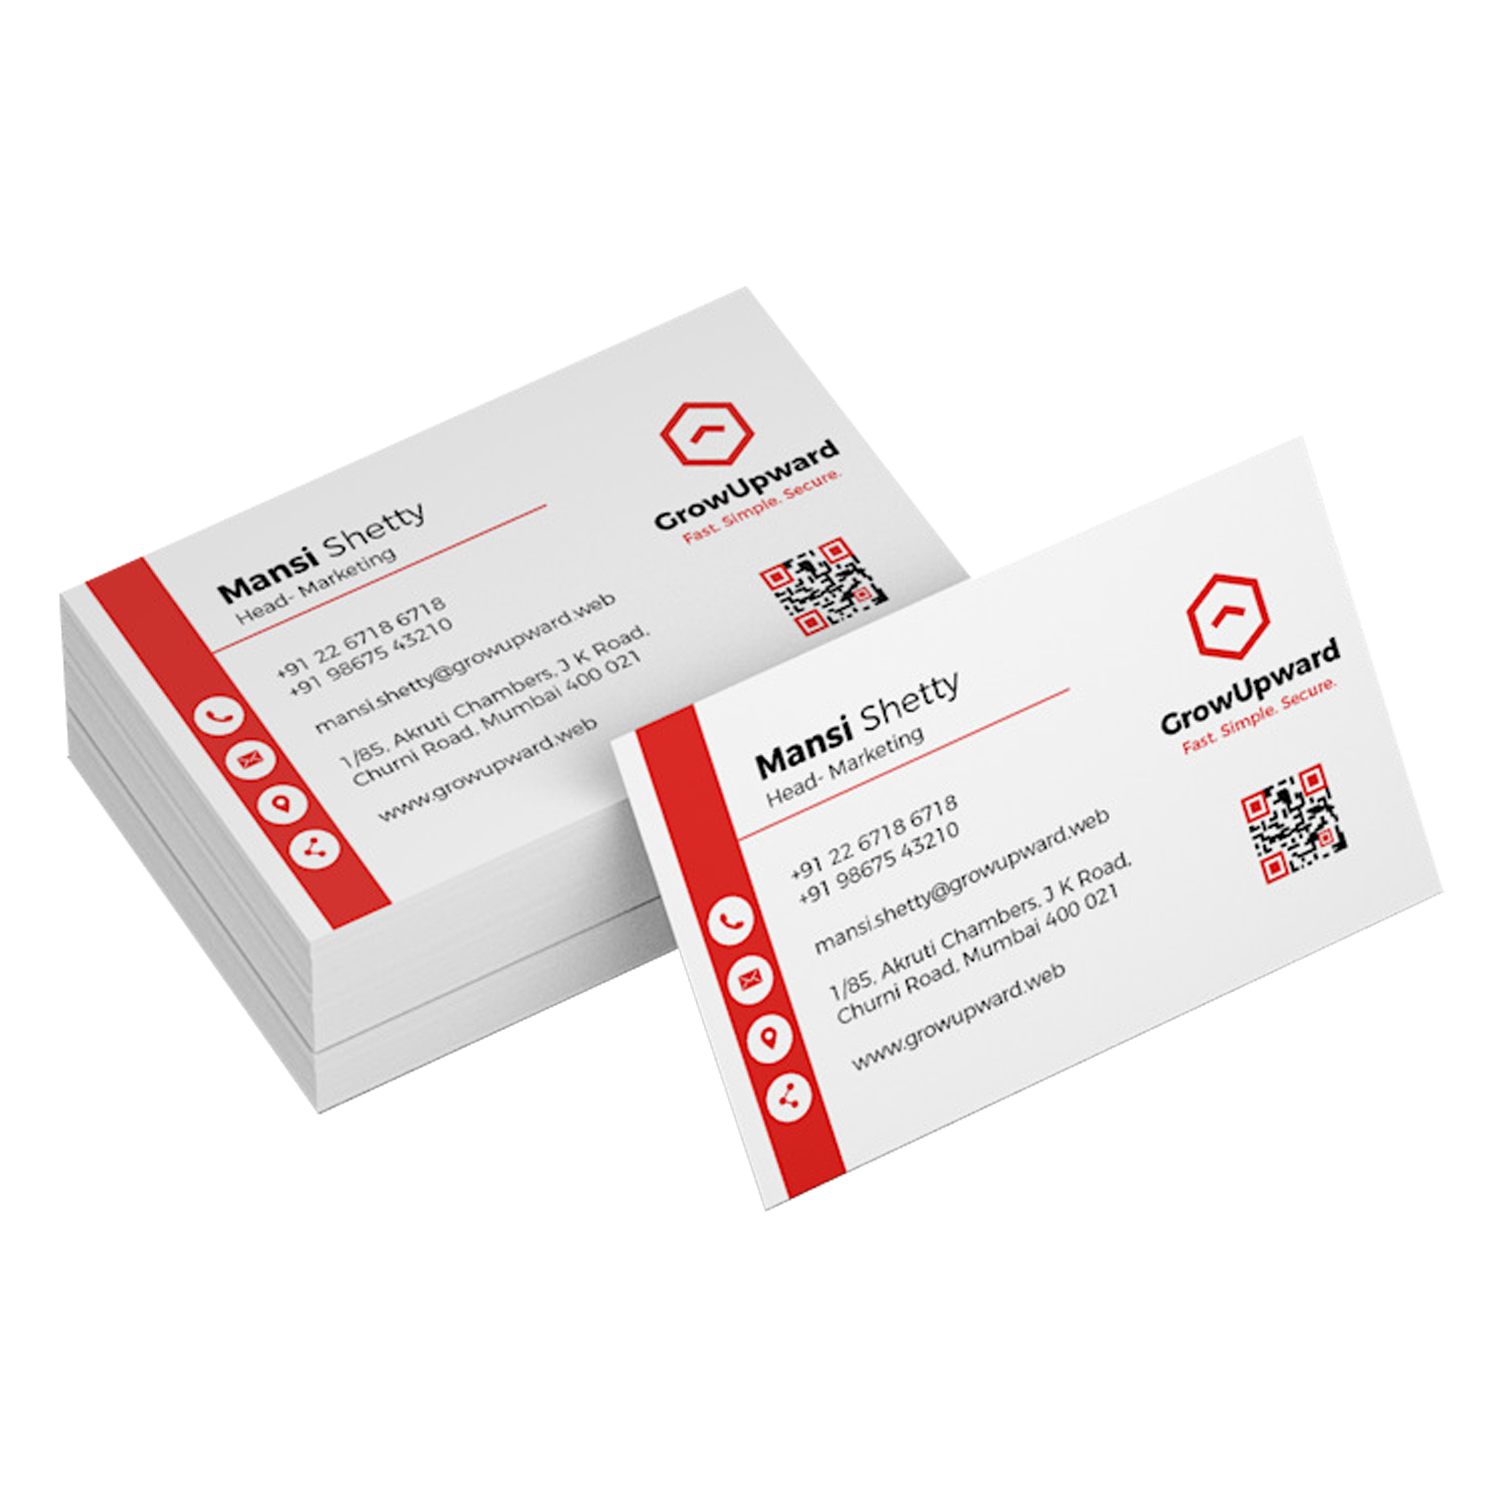 Mansi Shetty
Head- Marketing
+91 22 6718 6718
+91 98675 43210
mansi.shetty@growupward.web
1/85, Akruti Chambers, J K Road,
Churni Road, Mumbai 400 021
www.growupward.web
GrowUpward
Fast. Simple. Secure.
Mansi Shetty
Head- Marketing
+91 22 6718 6718
+91 98675 43210
mansi.shetty@growupward.web
1/85, Akruti Chambers, J K Road,
Churni Road, Mumbai 400 021
www.growupward.web
GrowUpward
Fast. Simple. Secure.